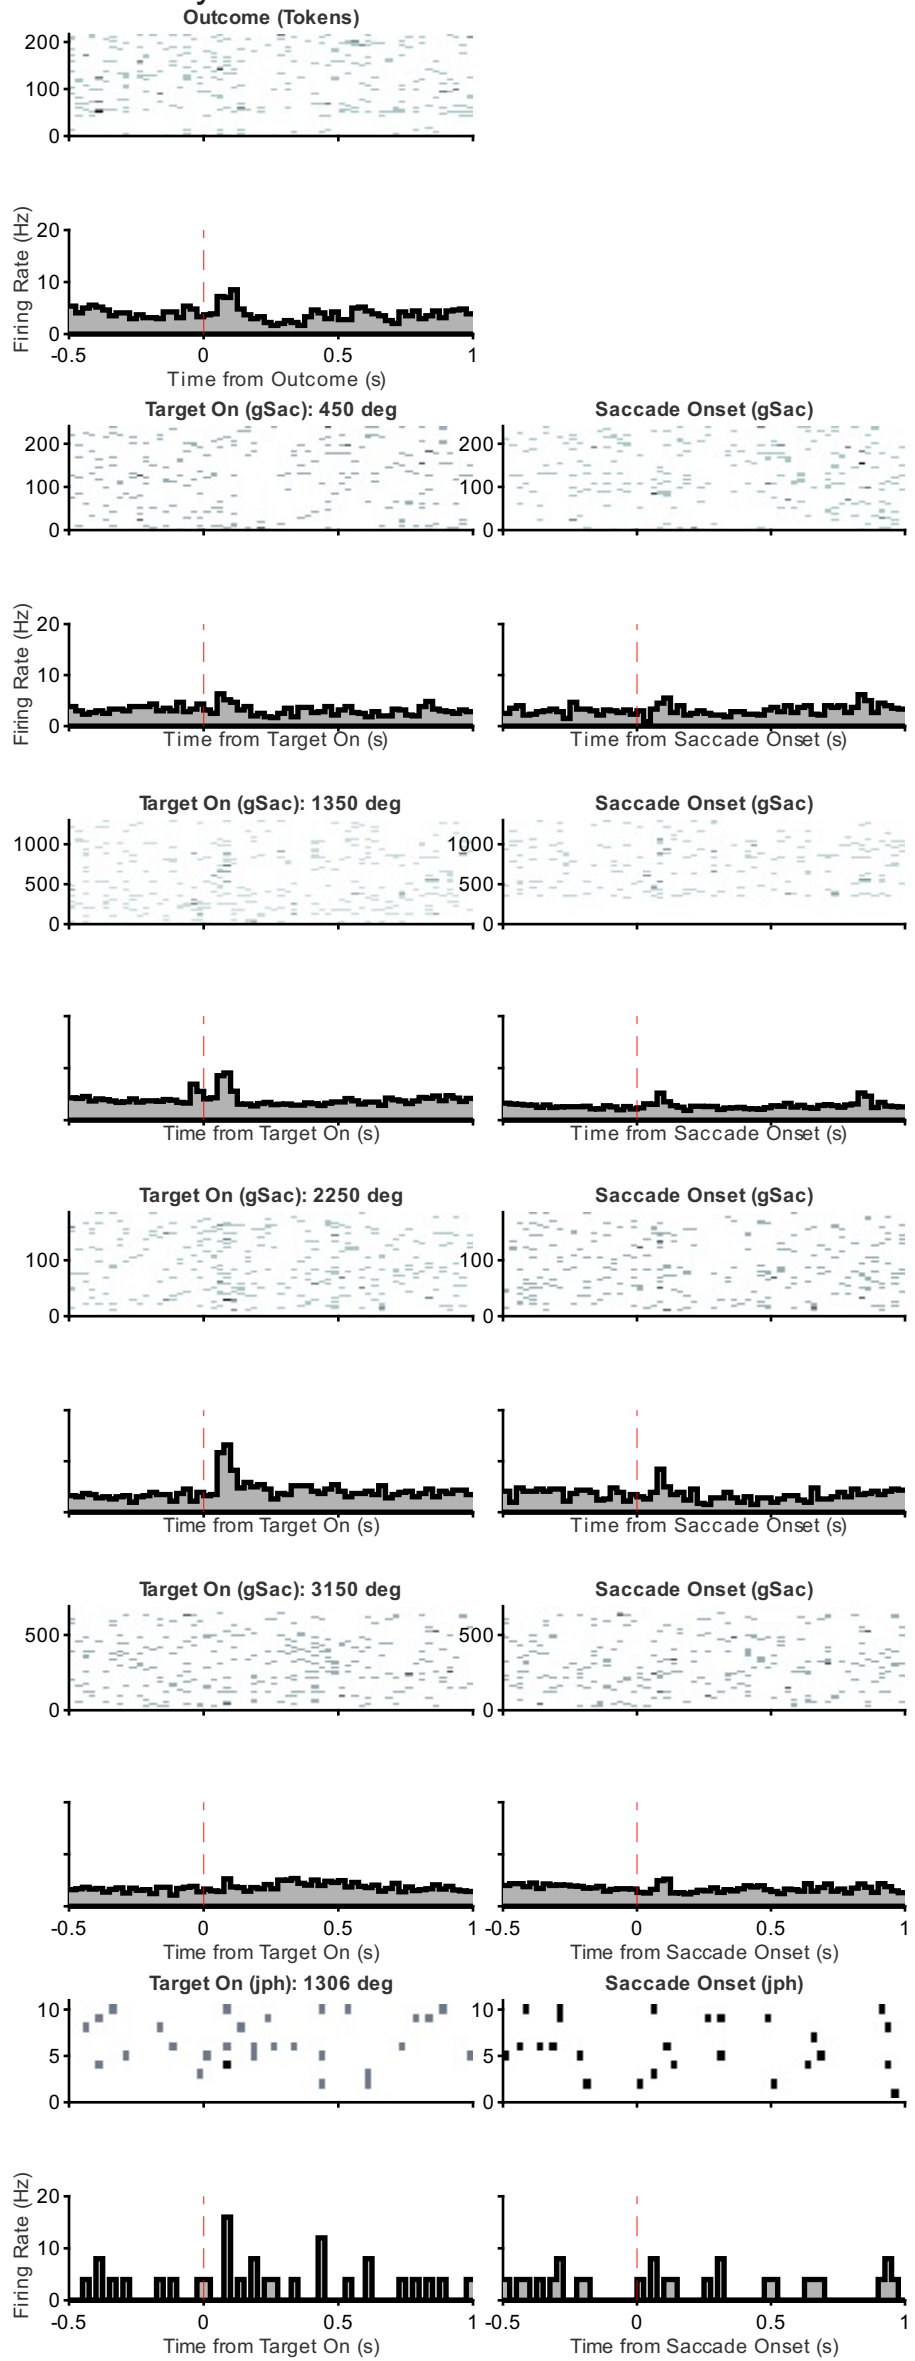 Outcome (Tokens)
200
100
0
Firing Rate (Hz)
20
10
0
-0.5 0 0.5 1
Time from Outcome (s)
Target On (gSac): 450 deg Saccade Onset (gSac)
200 200
100 100
0 0
Firing Rate (Hz)
20
10
0
Time from Target On (s) Time from Saccade Onset (s)
Target On (gSac): 1350 deg Saccade Onset (gSac)
1000 1000
500 500
0 0
Time from Target On (s) Time from Saccade Onset (s)
Target On (gSac): 2250 deg Saccade Onset (gSac)
100 100
0 0
Time from Target On (s) Time from Saccade Onset (s)
Target On (gSac): 3150 deg Saccade Onset (gSac)
500 500
0 0
-0.5 0 0.5 1 -0.5 0 0.5 1
Time from Target On (s) Time from Saccade Onset (s)
Target On (jph): 1306 deg Saccade Onset (jph)
10 10
5 5
0 0
Firing Rate (Hz)
20
10
0
-0.5 0 0.5 1 -0.5 0 0.5 1
Time from Target On (s) Time from Saccade Onset (s)